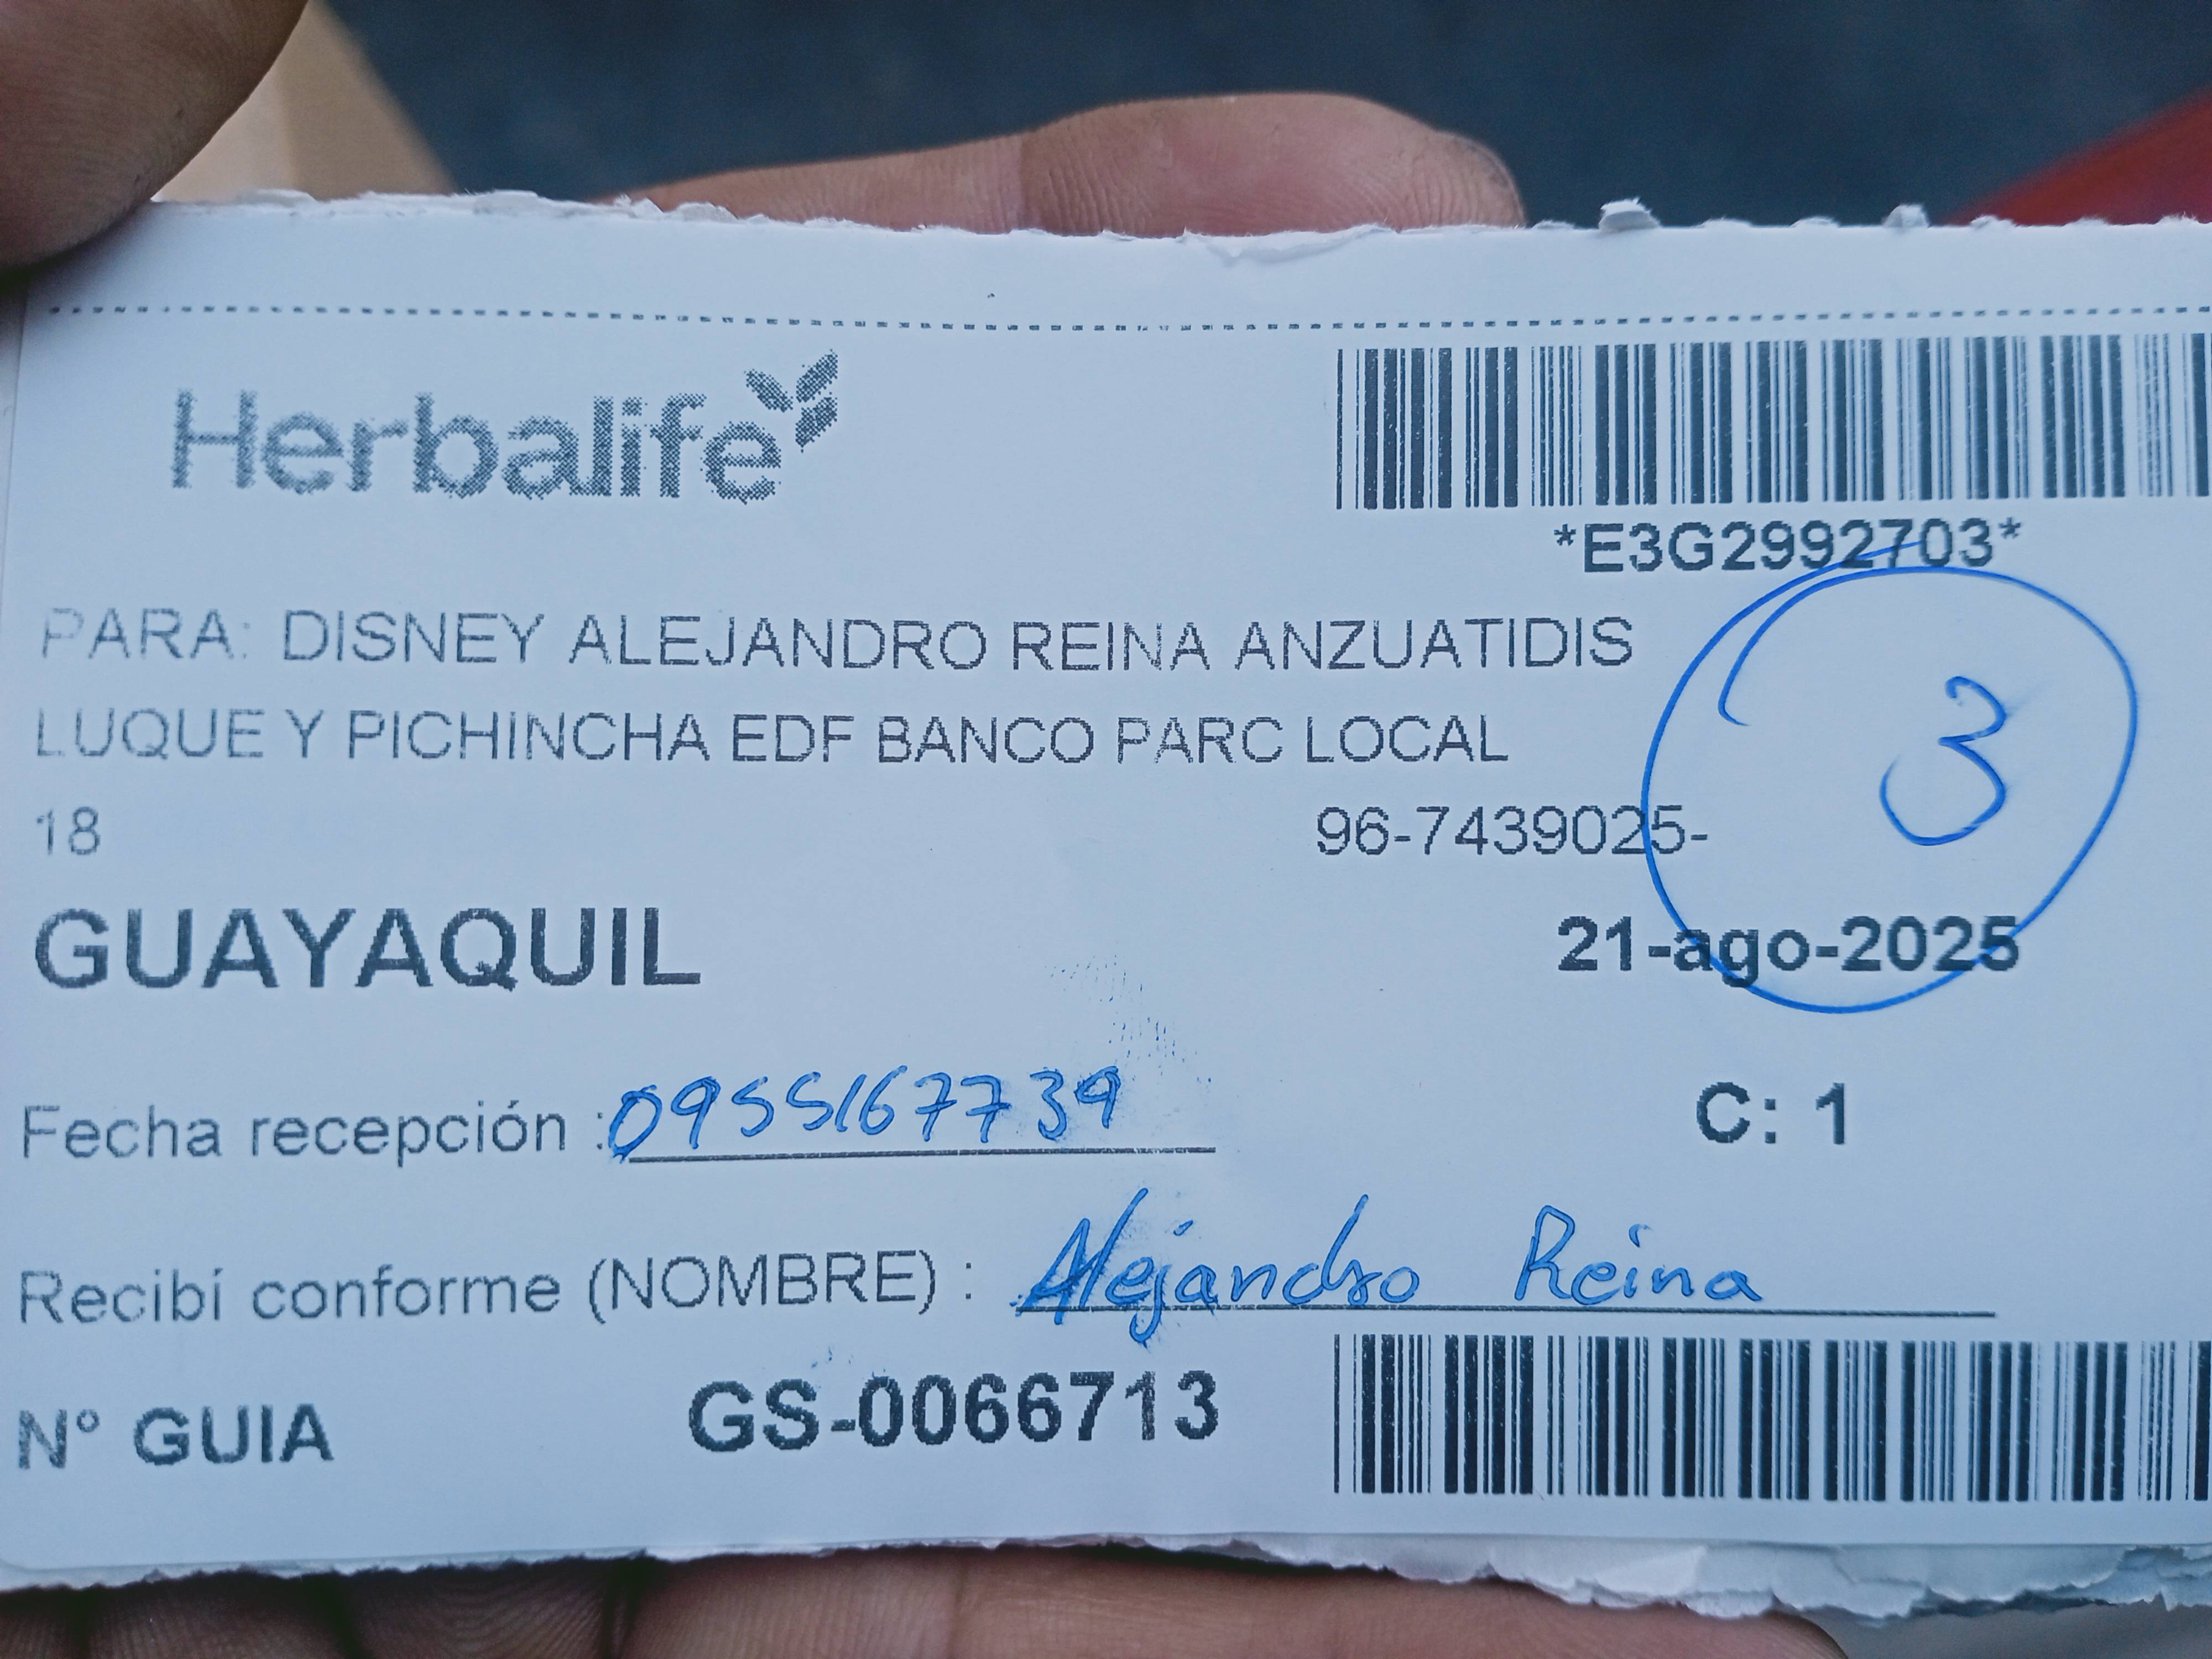 Herbalife
*E3G2992703*
PARA: DISNEY ALEJANDRO REINA ANZUATIDIS
LUQUE Y PICHINCHA EDF BANCO PARC LOCAL
3
18 96-7439025-
GUAYAQUIL 21-ago-2025
Fecha recepción : 0955167739 C: 1
Recibí conforme (NOMBRE) : Alejandro Reina
N° GUIA GS-0066713